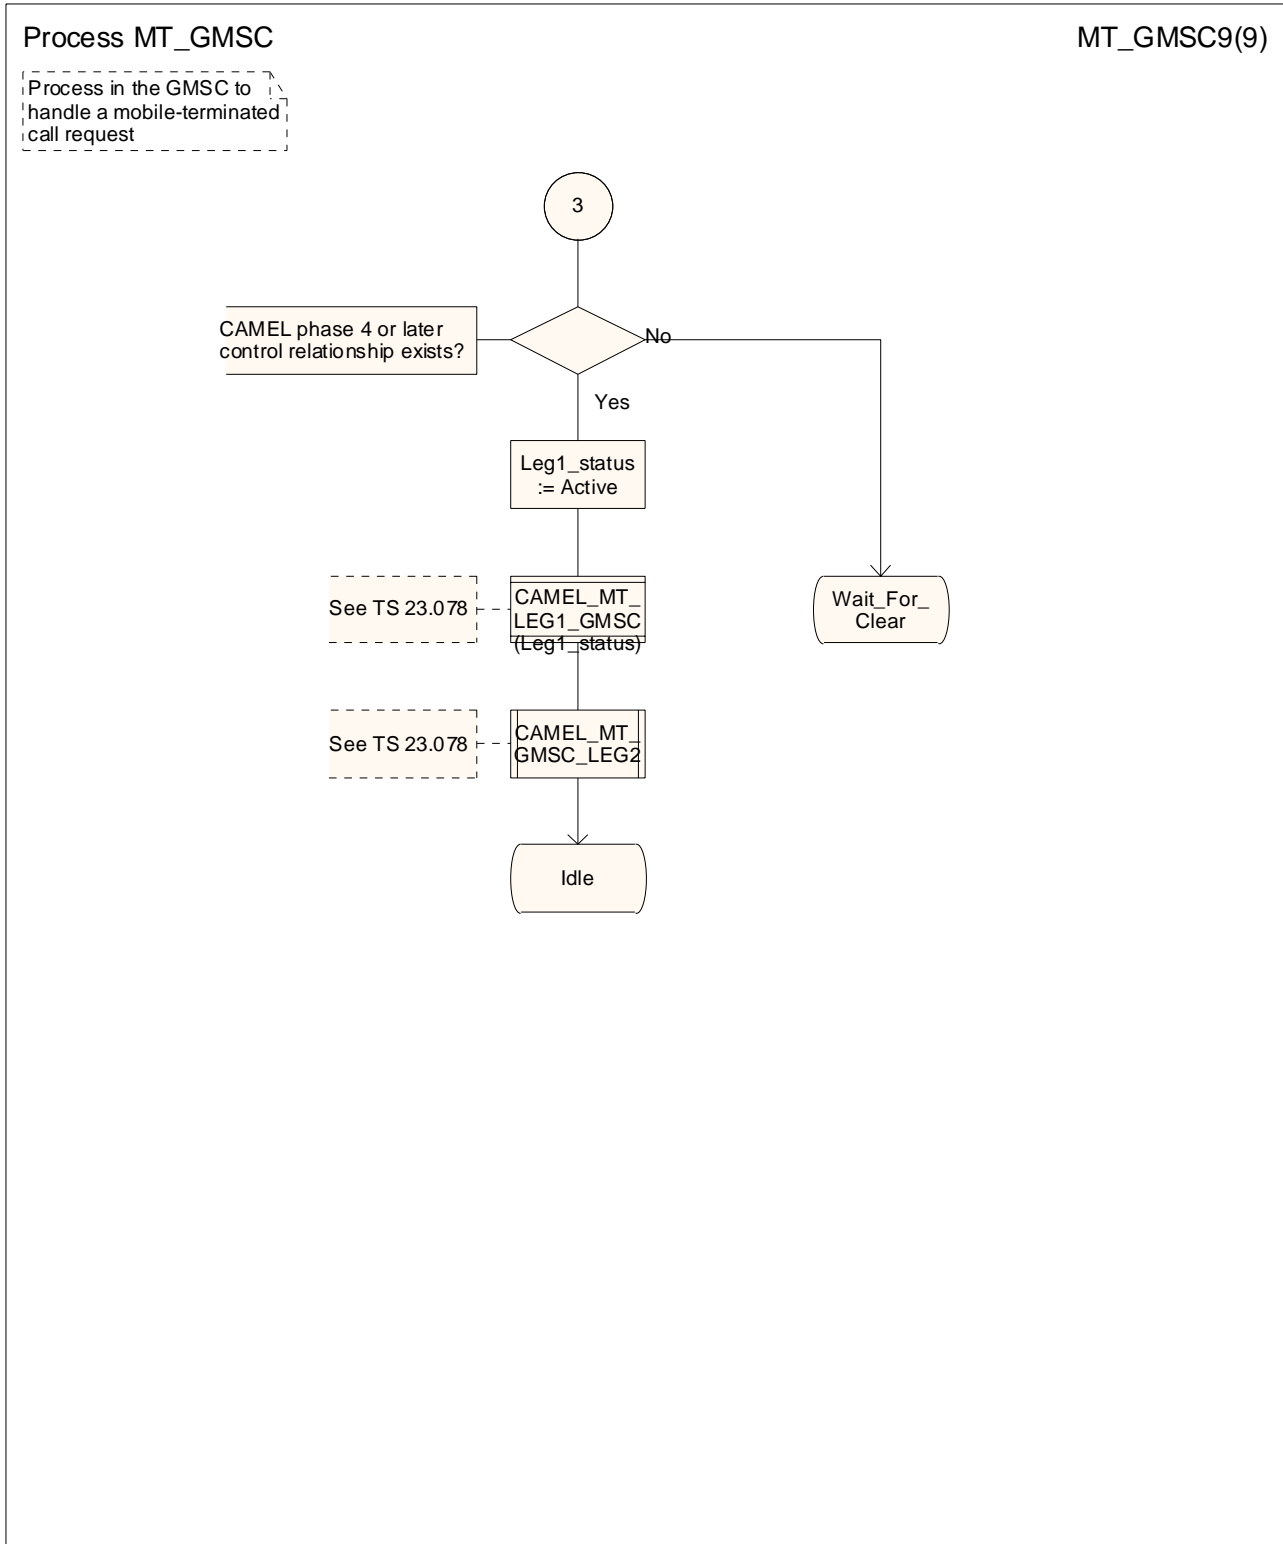 Process MT_GMSC
MT_GMSC9(9)
Process in the GMSC to
handle a mobile-terminated
call request
3
CAMEL phase 4 or later
control relationship exists?
No
Yes
Leg1_status
:= Active
See TS 23.078
CAMEL_MT_
LEG1_GMSC
(Leg1_status)
Wait_For_
Clear
See TS 23.078
CAMEL_MT_
GMSC_LEG2
Idle